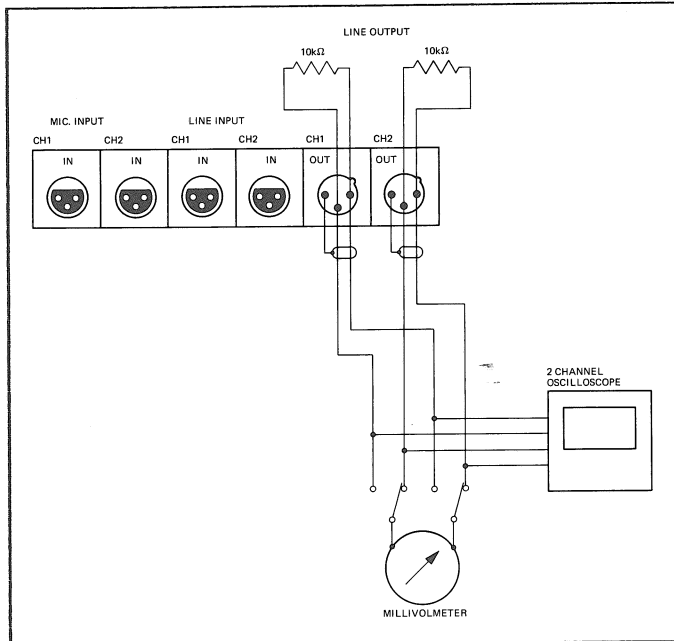 LINE OUTPUT
10kΩ 10kΩ
MIC. INPUT LINE INPUT
CH1 CH2 CH1 CH2 CH1 CH2
IN IN IN IN OUT OUT
2 CHANNEL
OSCILLOSCOPE
MILLIVOLMETER